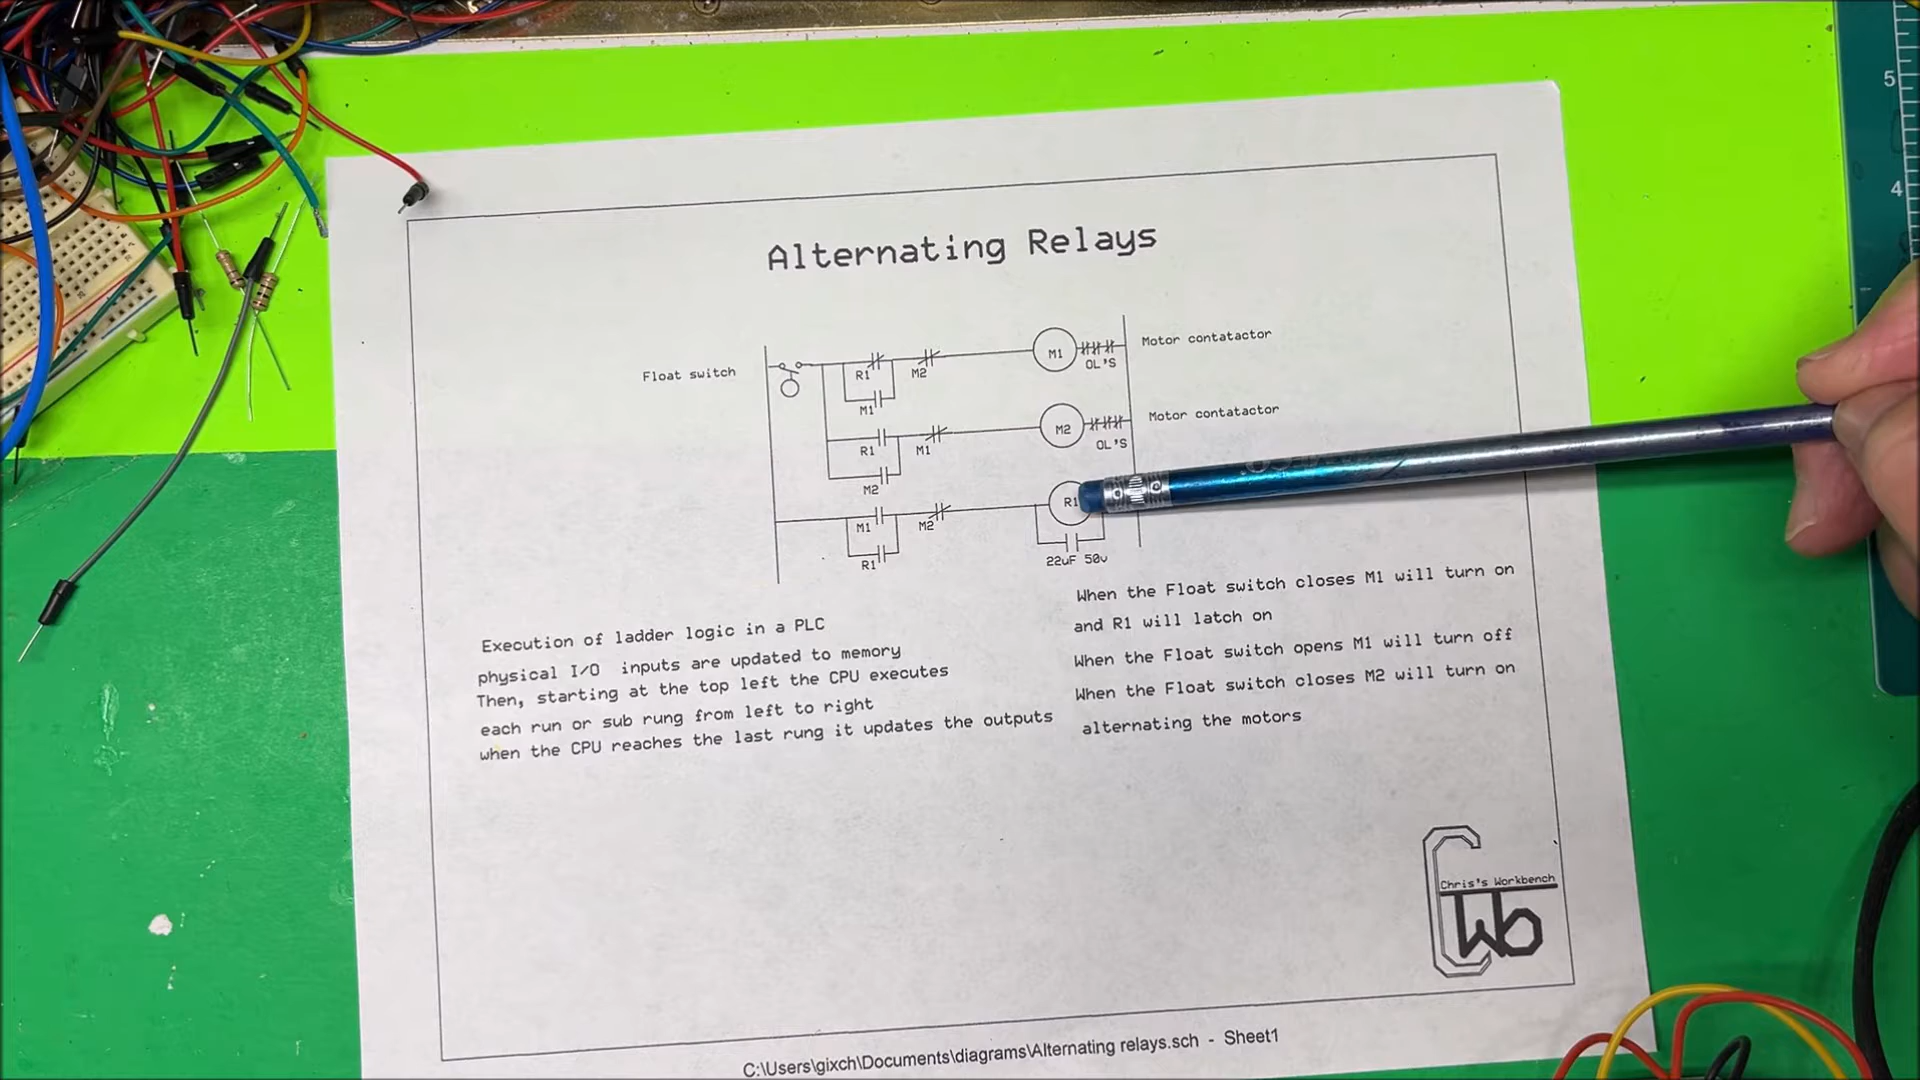 5
4
Alternating Relays
Float switch
R1
M2
M1
OL'S
Motor contatactor
M1
R1
M1
M2
OL'S
Motor contatactor
M2
M1
M2
R1
R1
22uF 50v
When the Float switch closes M1 will turn on
and R1 will latch on
When the Float switch opens M1 will turn off
When the Float switch closes M2 will turn on
alternating the motors
Execution of ladder logic in a PLC
physical I/O inputs are updated to memory
Then, starting at the top left the CPU executes
each run or sub rung from left to right
when the CPU reaches the last rung it updates the outputs
Chris's Workbench
CWb
C:\Users\gixch\Documents\diagrams\Alternating relays.sch - Sheet1